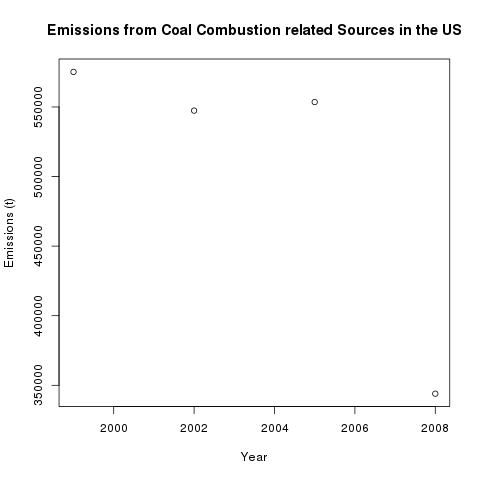 Emissions from Coal Combustion related Sources in the US
Emissions (t)
550000
500000
450000
400000
350000
2000 2002 2004 2006 2008
Year